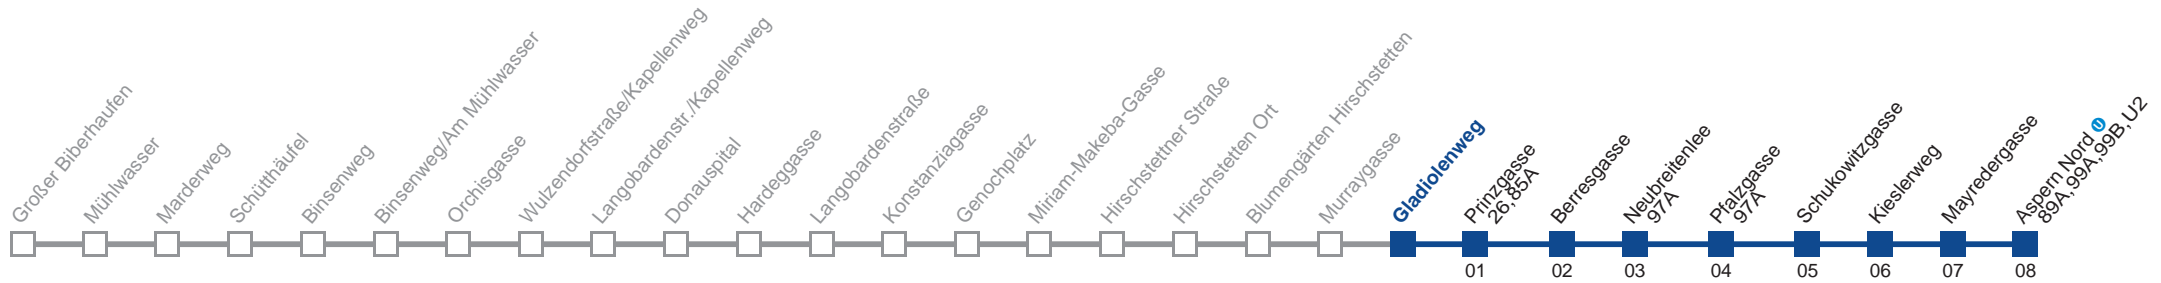 Großer Biberhaufen
Mühlwasser
Marderweg
Schütthäufel
Binsenweg
Binsenweg/Am Mühlwasser
Orchisgasse
Wulzendorfstraße/Kapellenweg
Langobardenstr./Kapellenweg
Donauspital
Hardeggasse
Langobardenstraße
Konstanziagasse
Genochplatz
Miriam-Makeba-Gasse
Hirschstettner Straße
Hirschstetten Ort
Blumengärten Hirschstetten
Murraygasse
Gladiolenweg
Prinzgasse
26,85A
Berresgasse
Neubreitenlee
97A
Pfalzgasse
97A
Schukowitzgasse
Kieslerweg
Mayredergasse
Aspern Nord U
89A,99A,99B,U2
01 02 03 04 05 06 07 08